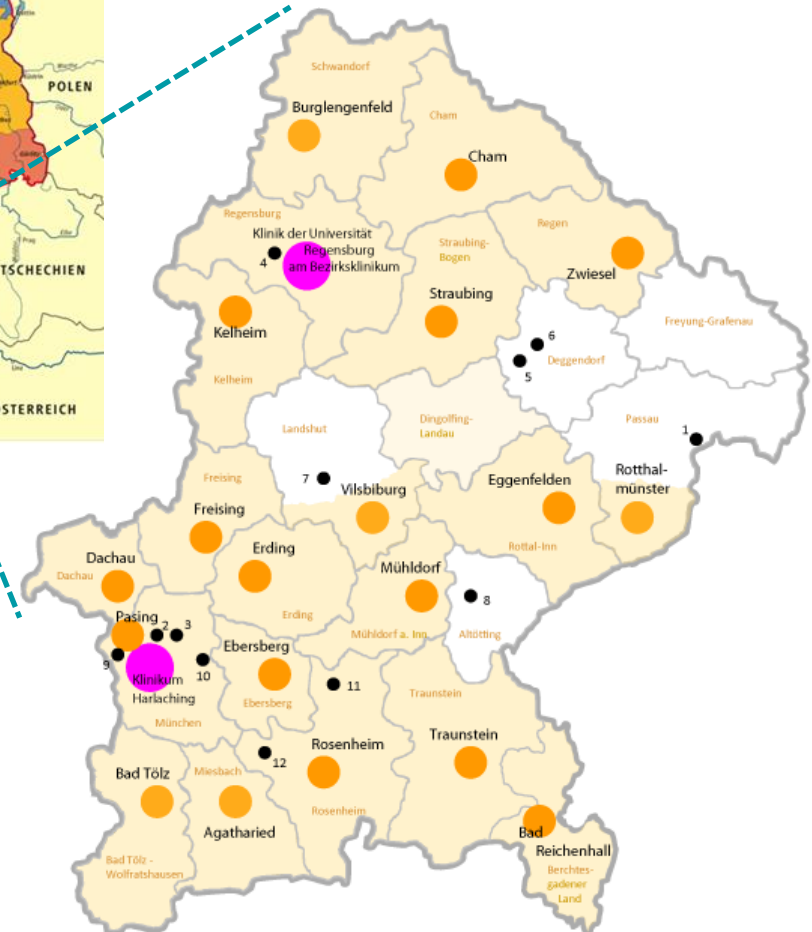 POLEN
TSCHECHIEN
STERREICH
Schwandorf
Burglengenfeld
Cham
Cham
Regensburg
Klinik der Universität
Regensburg
am Bezirksklinikum
4
Straubing-
Bogen
Regen
Zwiesel
Straubing
Kelheim
Kelheim
Freyung-Grafenau
6
5
Deggendorf
Landshut
Dingolfing-
Landau
Passau
1
7
Vilsbiburg
Eggenfelden
Rotthal-
münster
Rottal-Inn
Freising
Freising
Erding
Erding
Dachau
Dachau
Mühldorf
Mühldorf a. Inn
8
Altötting
Pasing
2
3
9
10
Klinikum
Harlaching
München
Ebersberg
Ebersberg
11
12
Rosenheim
Rosenheim
Traunstein
Traunstein
Bad Tölz
Bad Tölz -
Wolfratshausen
Miesbach
Agatharied
Bad
Reichenhall
Berchtes-
gadener
Land